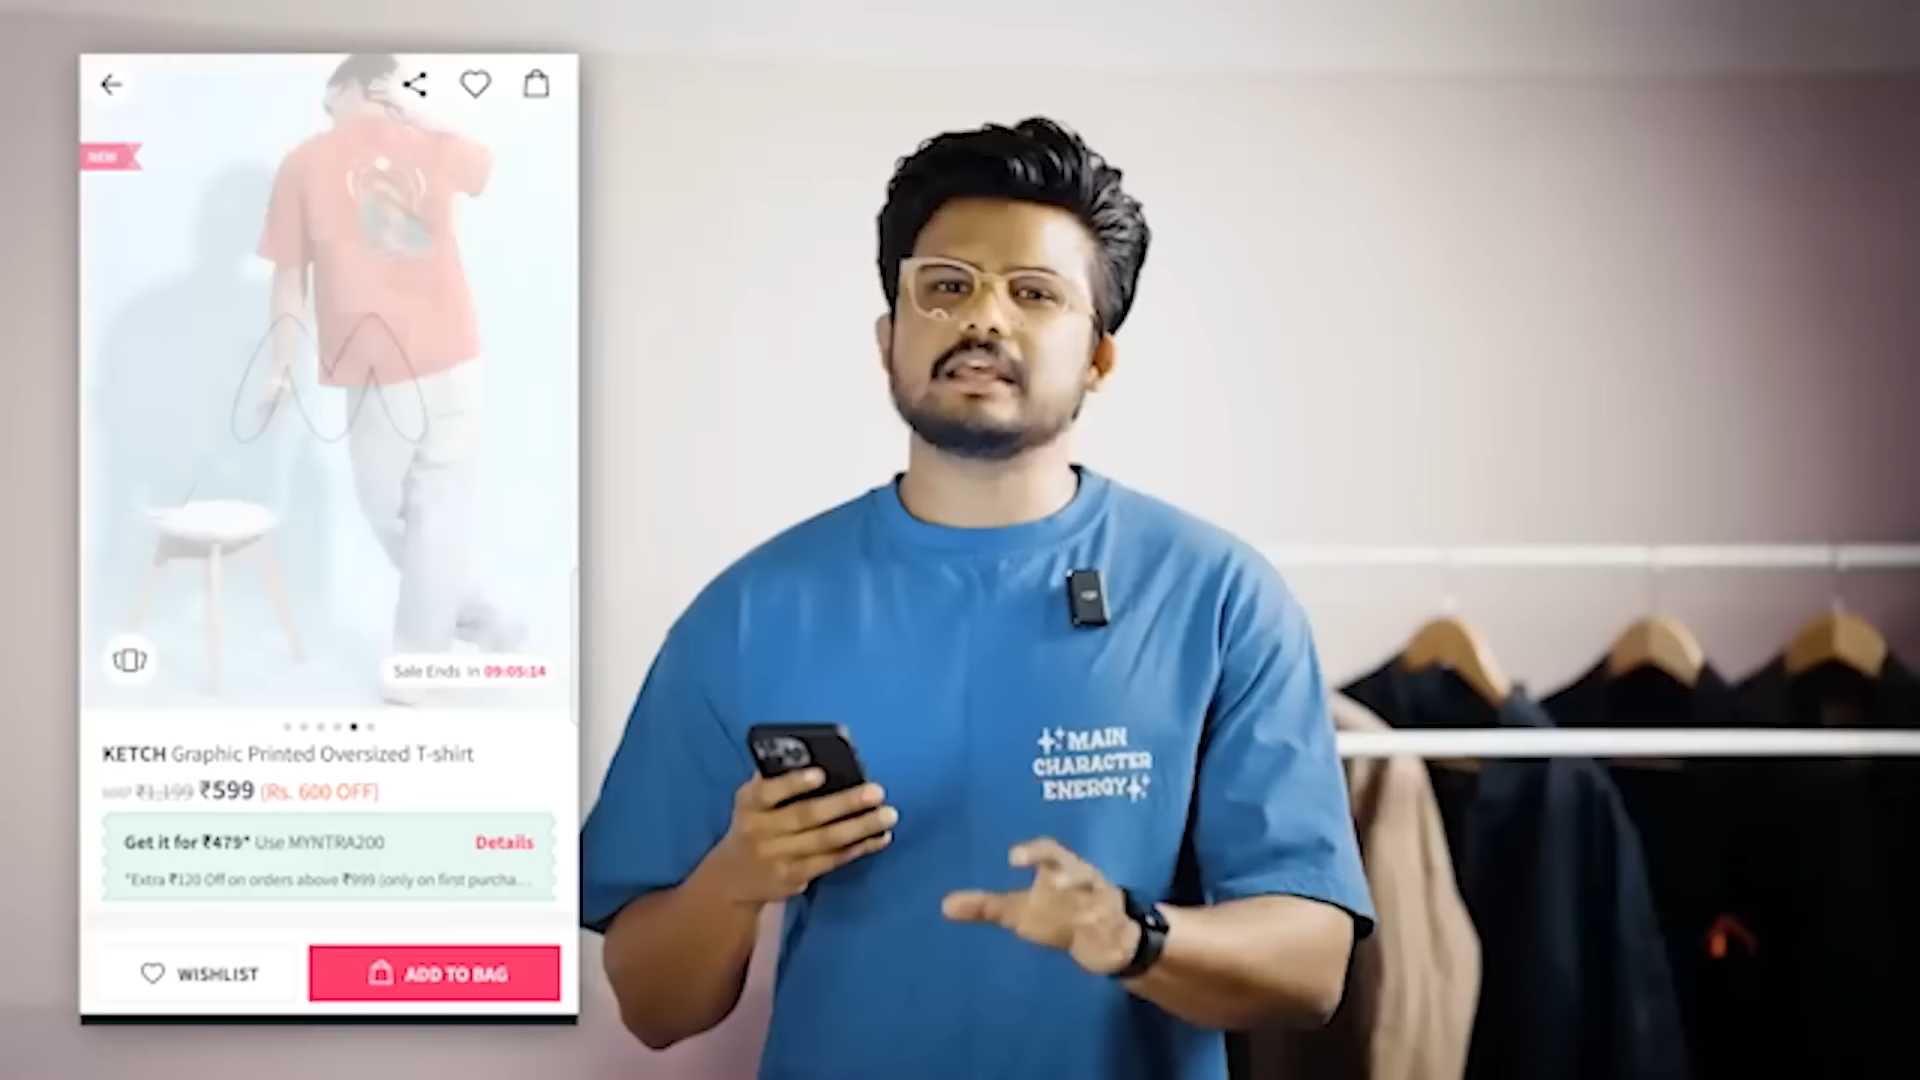 NEW
Sale Ends In 09:05:14
KETCH Graphic Printed Oversized T-shirt
MRP ₹1,199 ₹599 (Rs. 600 OFF)
Get it for ₹479* Use MYNTRA200 Details
*Extra ₹120 Off on orders above ₹999 (only on first purcha...
WISHLIST ADD TO BAG
MAIN
CHARACTER
ENERGY